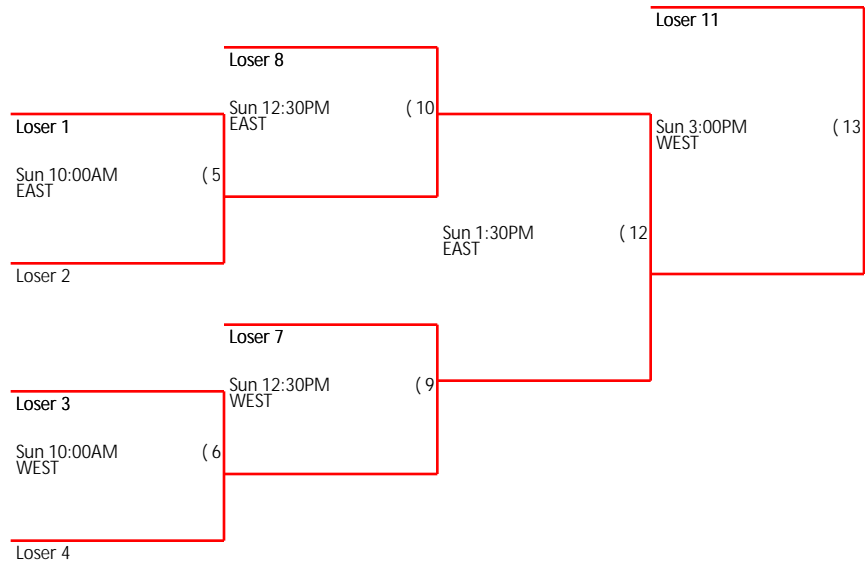 Loser 11
Loser 8
Sun 12:30PM ( 10
EAST
Loser 1
Sun 3:00PM ( 13
WEST
Sun 10:00AM ( 5
EAST
Sun 1:30PM ( 12
EAST
Loser 2
Loser 7
Sun 12:30PM ( 9
WEST
Loser 3
Sun 10:00AM ( 6
WEST
Loser 4